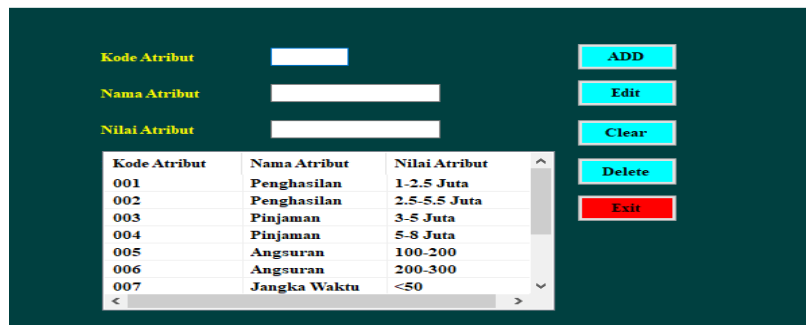 Kode Atribut ADD
Nama Atribut Edit
Nilai Atribut Clear
Kode Atribut Nama Atribut Nilai Atribut
Delete
001 Penghasilan 1-2.5 Juta
002 Penghasilan 2.5-5.5 Juta
Exit
003 Pinjaman 3-5 Juta
004 Pinjaman 5-8 Juta
005 Angsuran 100-200
006 Angsuran 200-300
007 Jangka Waktu <50